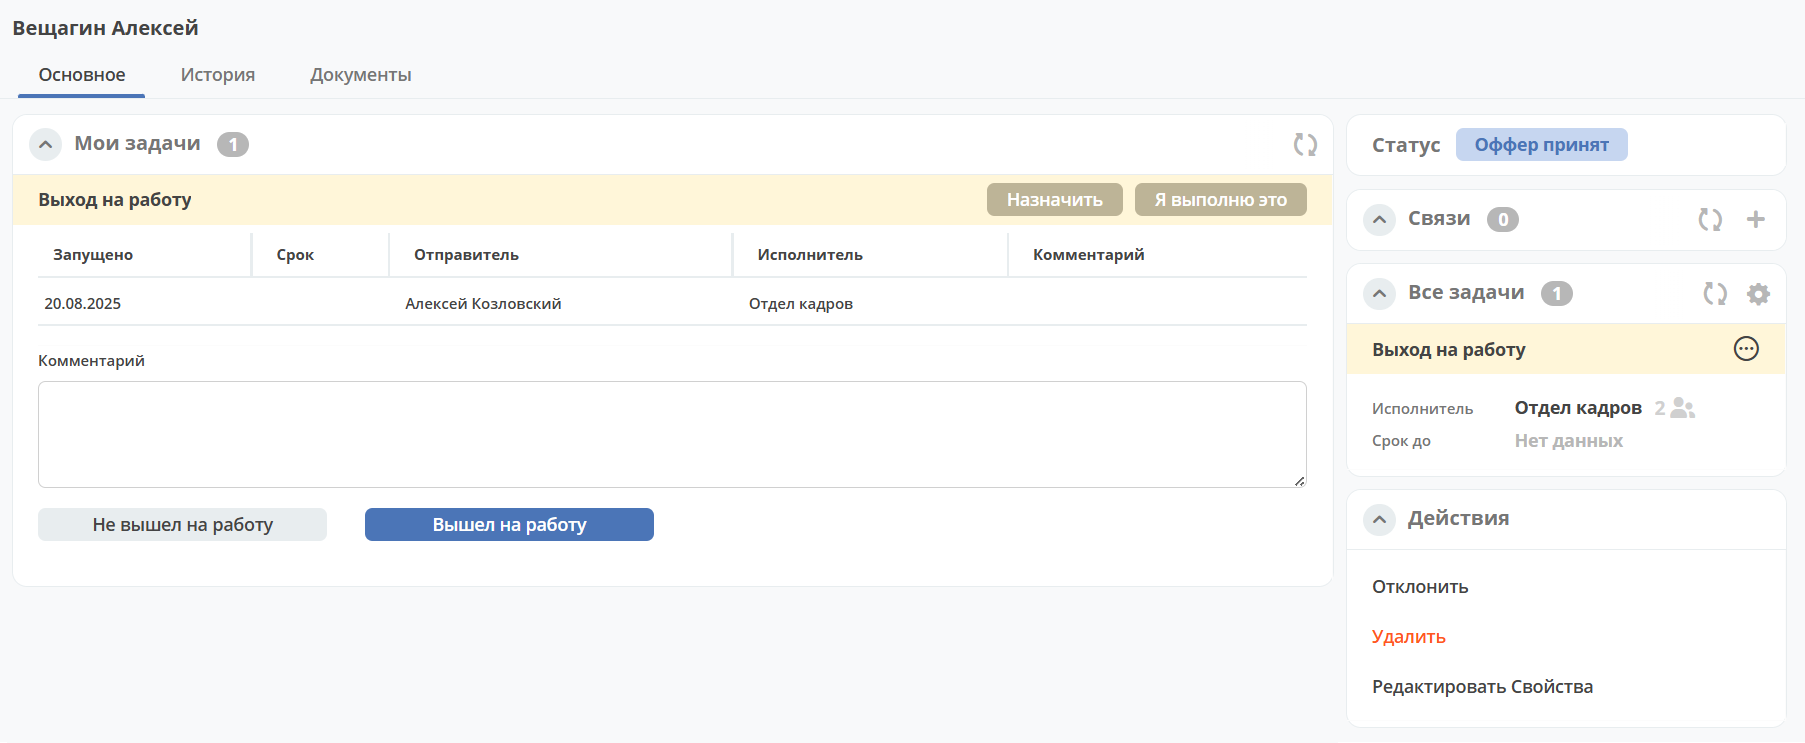 Вещагин Алексей
Основное История Документы
Мои задачи 1
Выход на работу Назначить Я выполню это
Запущено Срок Отправитель Исполнитель Комментарий
20.08.2025 Алексей Козловский Отдел кадров
Комментарий
Не вышел на работу Вышел на работу
Статус Оффер принят
Связи 0
Все задачи 1
Выход на работу
Исполнитель Отдел кадров 2
Срок до Нет данных
Действия
Отклонить
Удалить
Редактировать Свойства